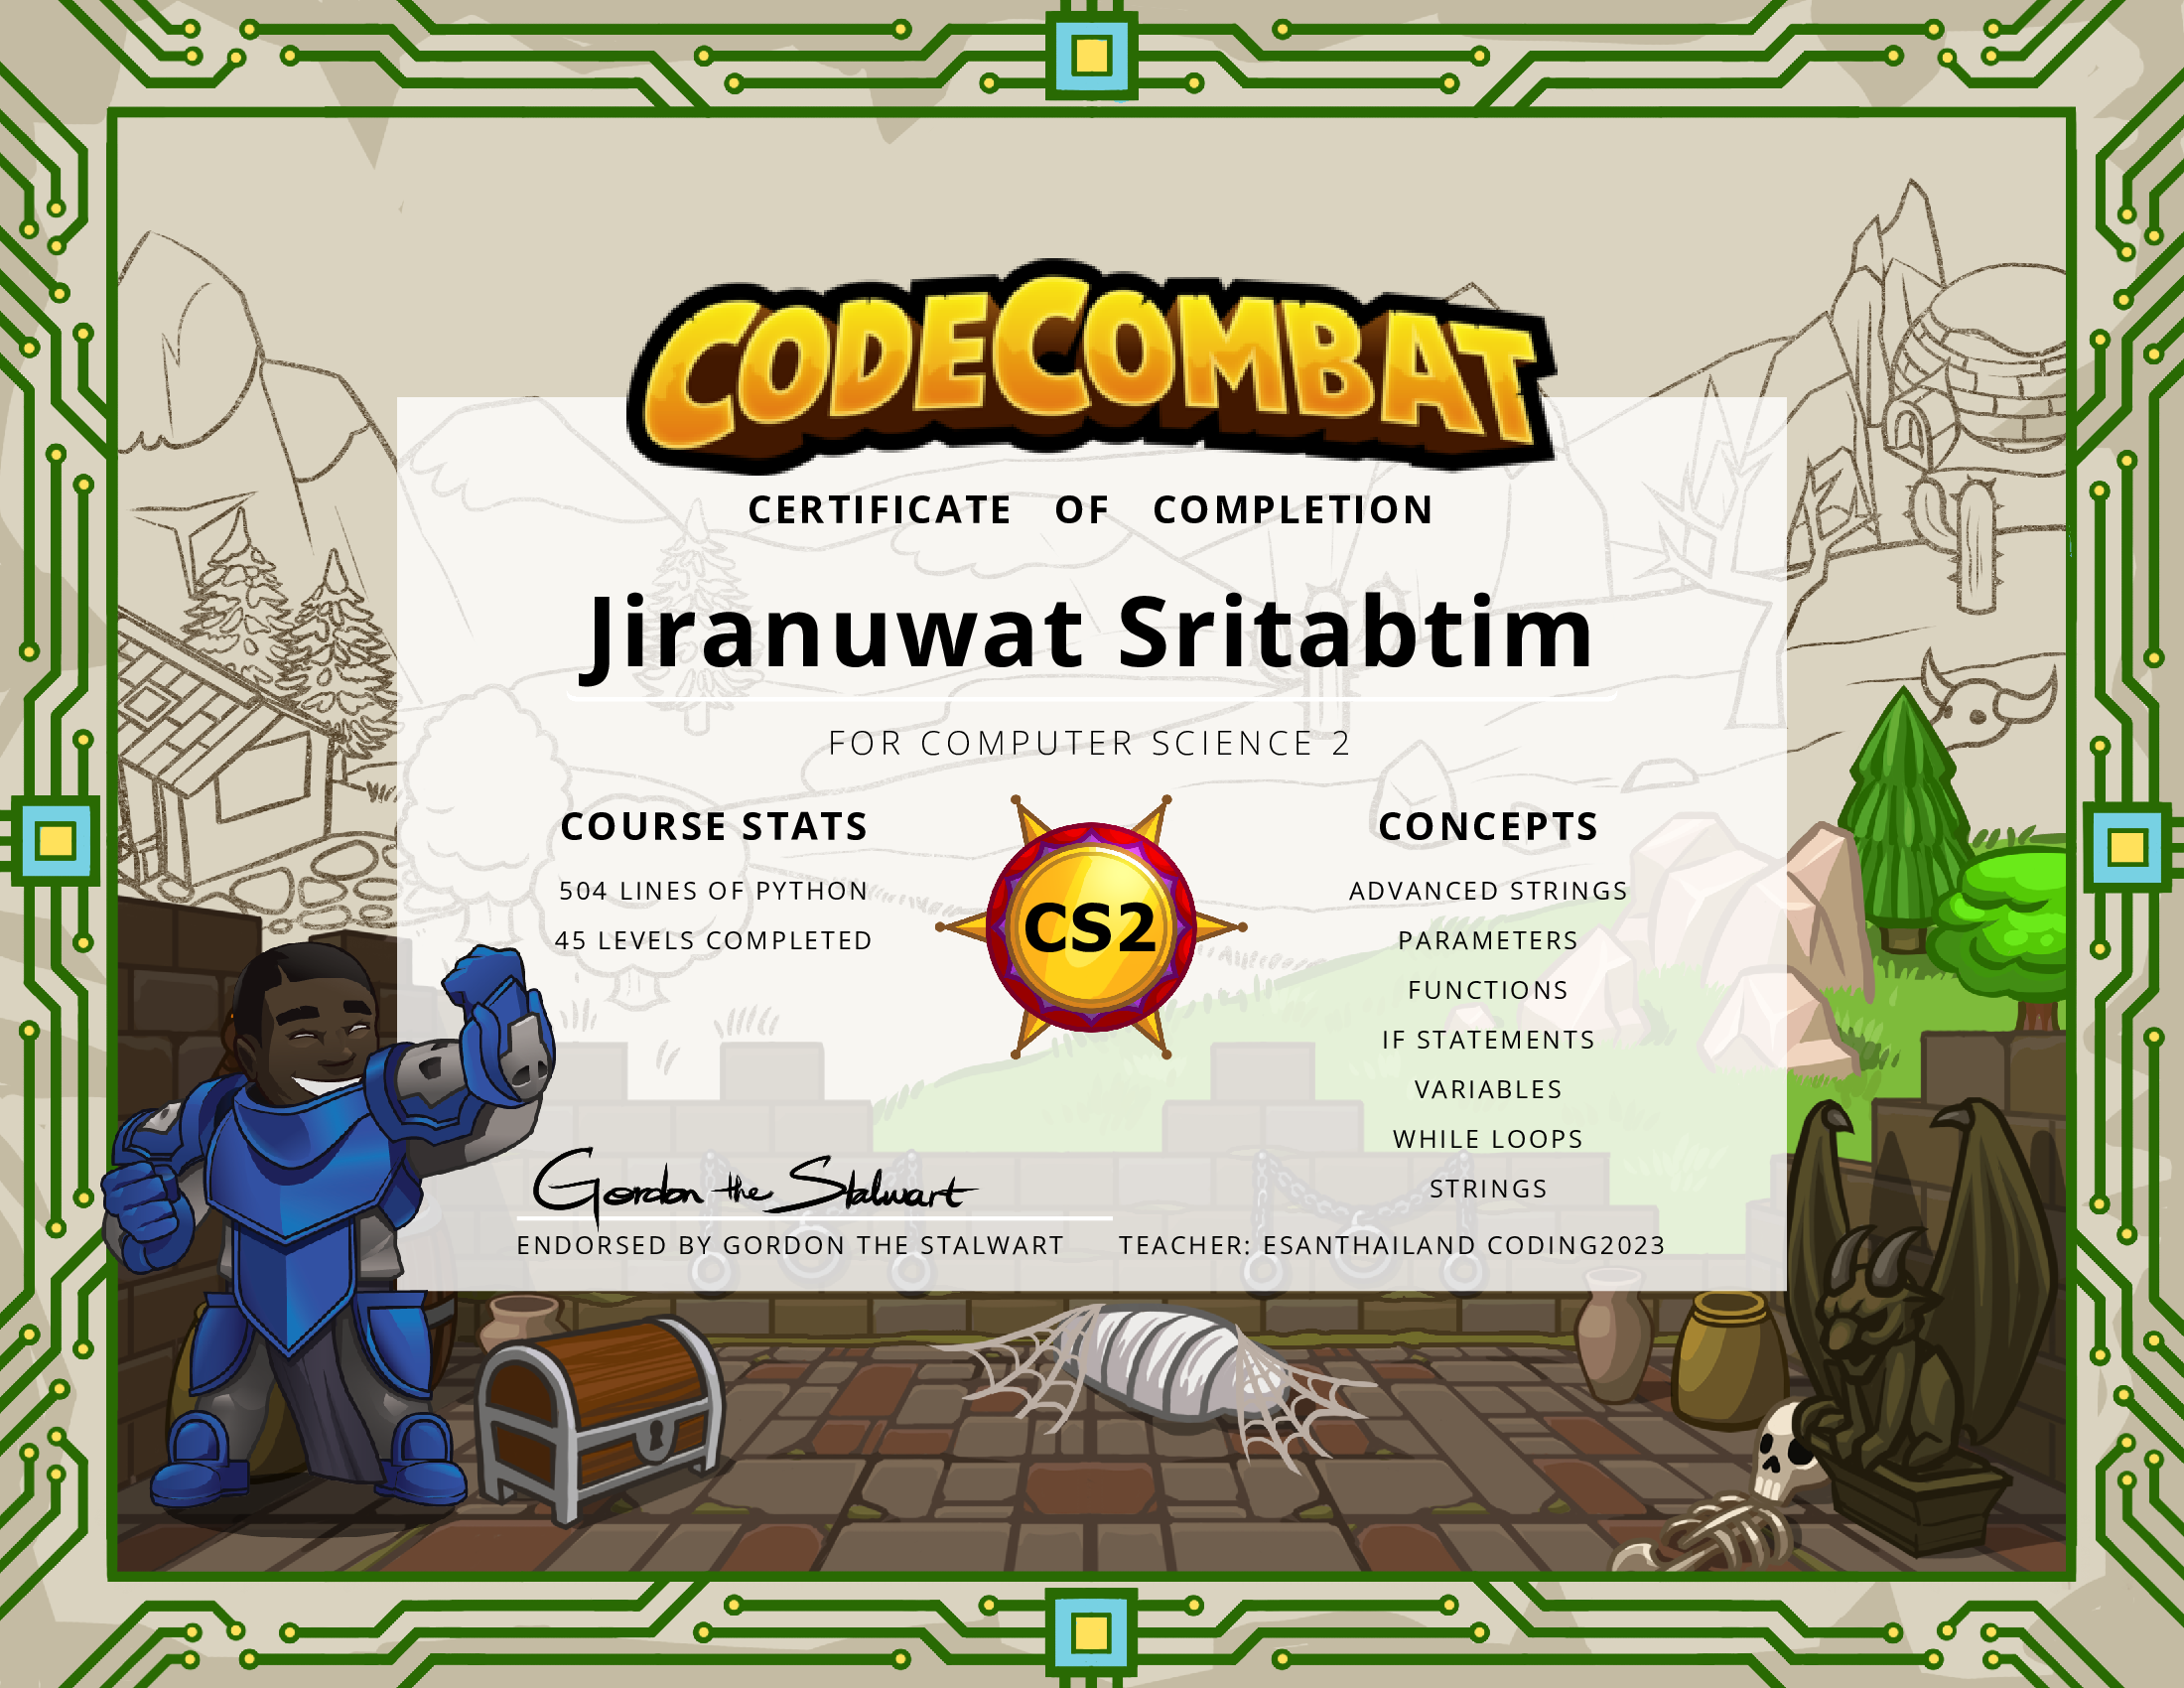 CODECOMBAT
CERTIFICATE OF COMPLETION
Jiranuwat Sritabtim
FOR COMPUTER SCIENCE 2
COURSE STATS
504 LINES OF PYTHON
45 LEVELS COMPLETED
CS2
CONCEPTS
ADVANCED STRINGS
PARAMETERS
FUNCTIONS
IF STATEMENTS
VARIABLES
WHILE LOOPS
STRINGS
Gordon the Stalwart
ENDORSED BY GORDON THE STALWART
TEACHER: ESANTHAILAND CODING2023